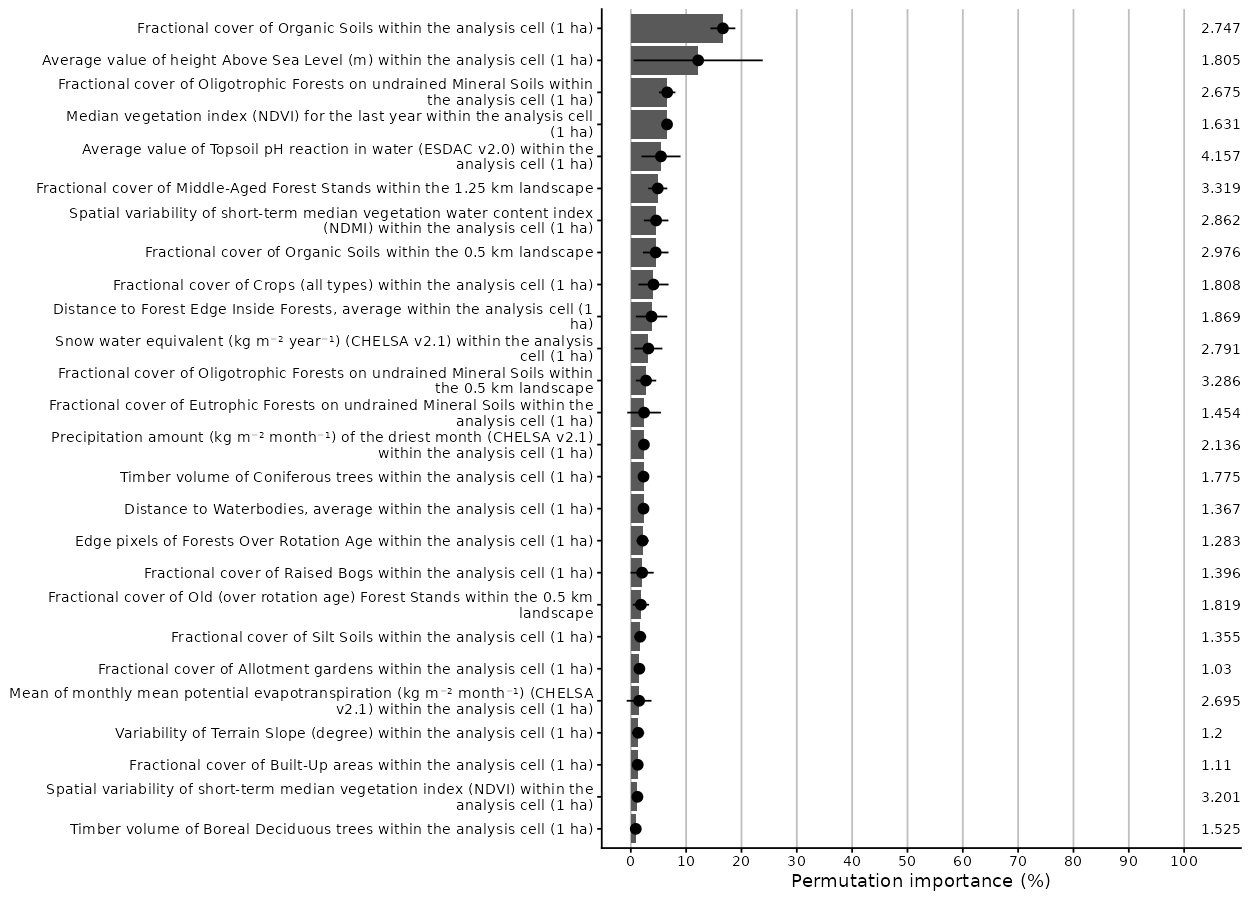 Fractional cover of Organic Soils within the analysis cell (1 ha) 2.747
Average value of height Above Sea Level (m) within the analysis cell (1 ha) 1.805
Fractional cover of Oligotrophic Forests on undrained Mineral Soils within
the analysis cell (1 ha) 2.675
Median vegetation index (NDVI) for the last year within the analysis cell
(1 ha) 1.631
Average value of Topsoil pH reaction in water (ESDAC v2.0) within the
analysis cell (1 ha) 4.157
Fractional cover of Middle-Aged Forest Stands within the 1.25 km landscape 3.319
Spatial variability of short-term median vegetation water content index
(NDMI) within the analysis cell (1 ha) 2.862
Fractional cover of Organic Soils within the 0.5 km landscape 2.976
Fractional cover of Crops (all types) within the analysis cell (1 ha) 1.808
Distance to Forest Edge Inside Forests, average within the analysis cell (1
ha) 1.869
Snow water equivalent (kg m⁻² year⁻¹) (CHELSA v2.1) within the analysis
cell (1 ha) 2.791
Fractional cover of Oligotrophic Forests on undrained Mineral Soils within
the 0.5 km landscape 3.286
Fractional cover of Eutrophic Forests on undrained Mineral Soils within the
analysis cell (1 ha) 1.454
Precipitation amount (kg m⁻² month⁻¹) of the driest month (CHELSA v2.1)
within the analysis cell (1 ha) 2.136
Timber volume of Coniferous trees within the analysis cell (1 ha) 1.775
Distance to Waterbodies, average within the analysis cell (1 ha) 1.367
Edge pixels of Forests Over Rotation Age within the analysis cell (1 ha) 1.283
Fractional cover of Raised Bogs within the analysis cell (1 ha) 1.396
Fractional cover of Old (over rotation age) Forest Stands within the 0.5 km
landscape 1.819
Fractional cover of Silt Soils within the analysis cell (1 ha) 1.355
Fractional cover of Allotment gardens within the analysis cell (1 ha) 1.03
Mean of monthly mean potential evapotranspiration (kg m⁻² month⁻¹) (CHELSA
v2.1) within the analysis cell (1 ha) 2.695
Variability of Terrain Slope (degree) within the analysis cell (1 ha) 1.2
Fractional cover of Built-Up areas within the analysis cell (1 ha) 1.11
Spatial variability of short-term median vegetation index (NDVI) within the
analysis cell (1 ha) 3.201
Timber volume of Boreal Deciduous trees within the analysis cell (1 ha) 1.525
0 10 20 30 40 50 60 70 80 90 100
Permutation importance (%)